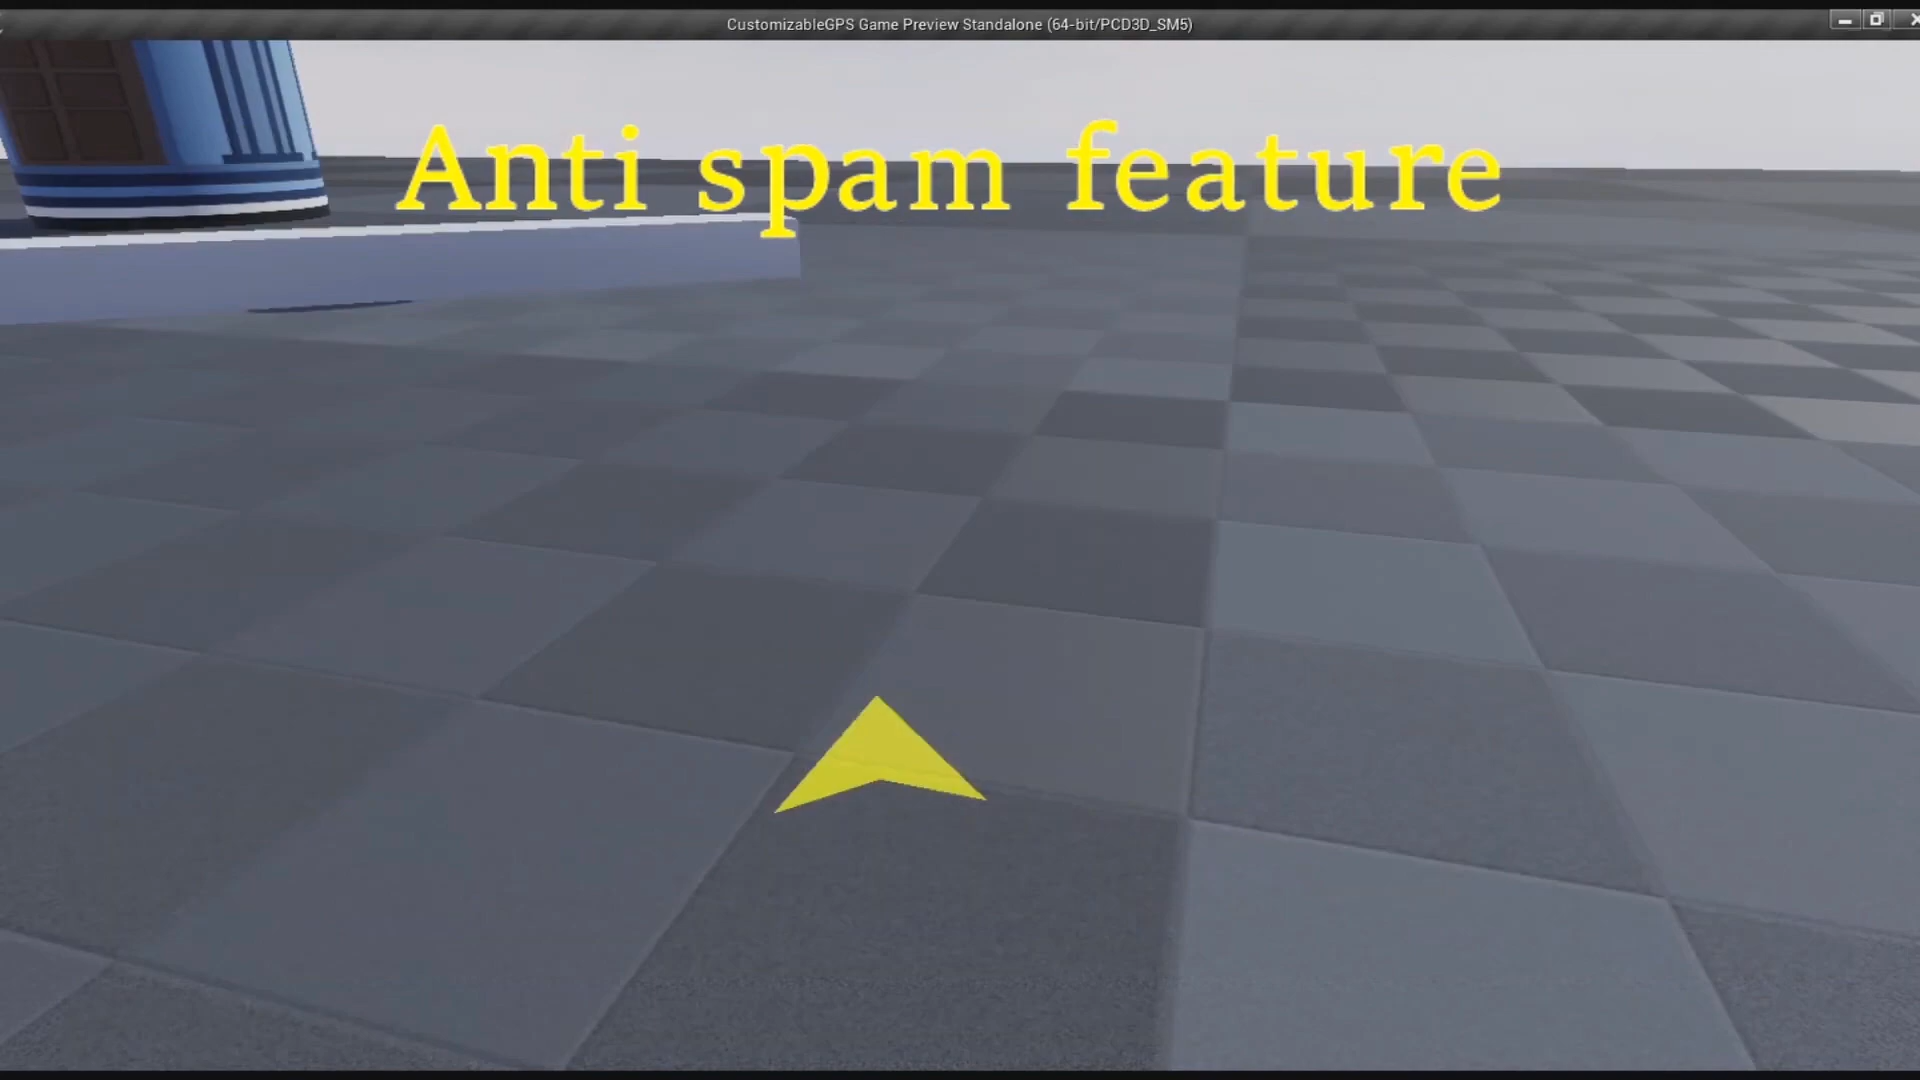 CustomizableGPS Game Preview Standalone (64-bit/PCD3D_SM5)
Anti spam feature